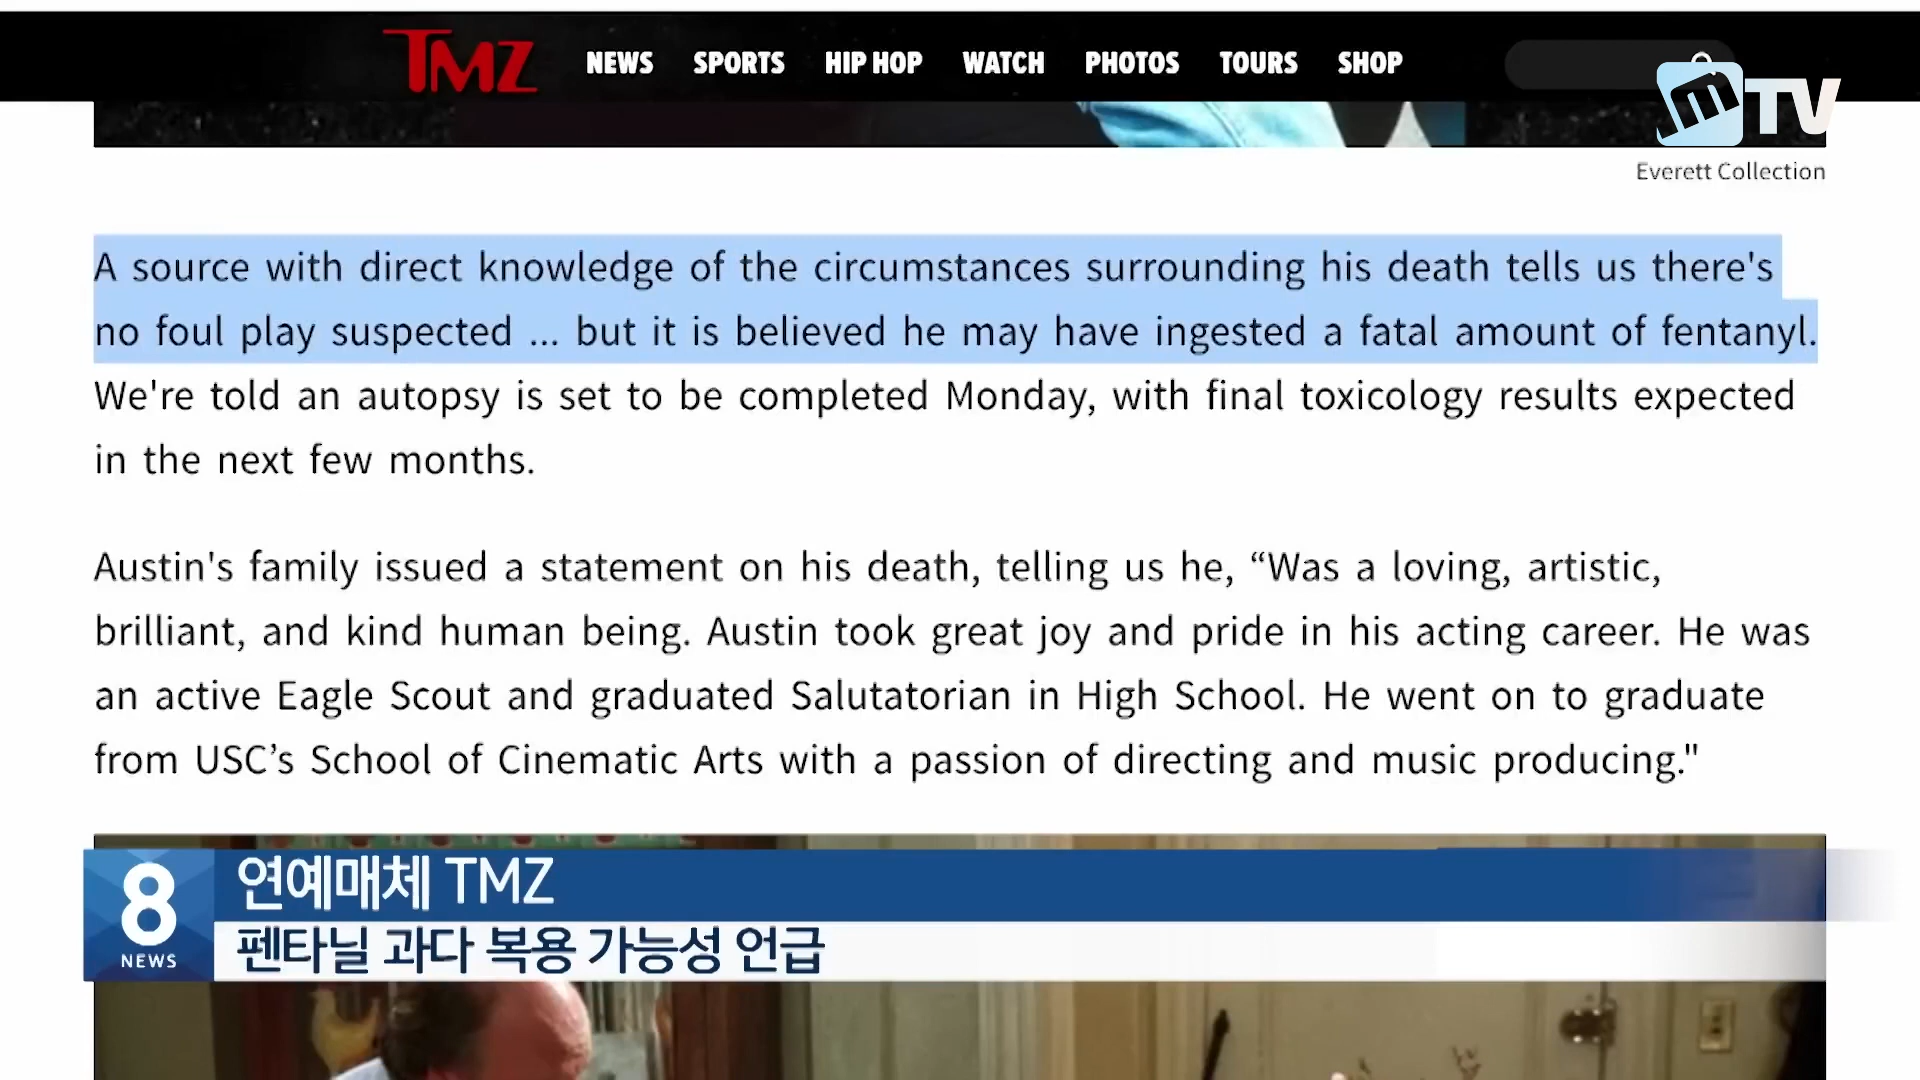 TMZ NEWS SPORTS HIP HOP WATCH PHOTOS TOURS SHOP
mTV
Everett Collection
A source with direct knowledge of the circumstances surrounding his death tells us there's
no foul play suspected ... but it is believed he may have ingested a fatal amount of fentanyl.
We're told an autopsy is set to be completed Monday, with final toxicology results expected
in the next few months.
Austin's family issued a statement on his death, telling us he, “Was a loving, artistic,
brilliant, and kind human being. Austin took great joy and pride in his acting career. He was
an active Eagle Scout and graduated Salutatorian in High School. He went on to graduate
from USC’s School of Cinematic Arts with a passion of directing and music producing."
8 NEWS
연예매체 TMZ
펜타닐 과다 복용 가능성 언급